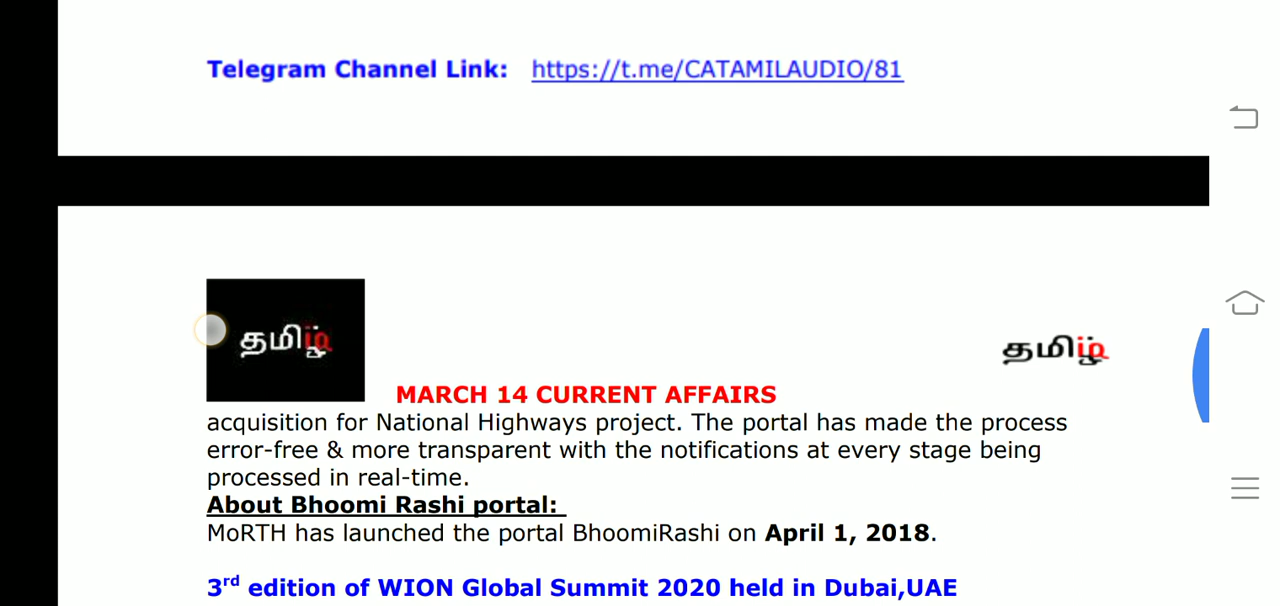 Telegram Channel Link: https://t.me/CATAMILAUDIO/81
தமிழ்
தமிழ்
MARCH 14 CURRENT AFFAIRS
acquisition for National Highways project. The portal has made the process
error-free & more transparent with the notifications at every stage being
processed in real-time.
About Bhoomi Rashi portal:
MoRTH has launched the portal BhoomiRashi on April 1, 2018.
3rd edition of WION Global Summit 2020 held in Dubai,UAE